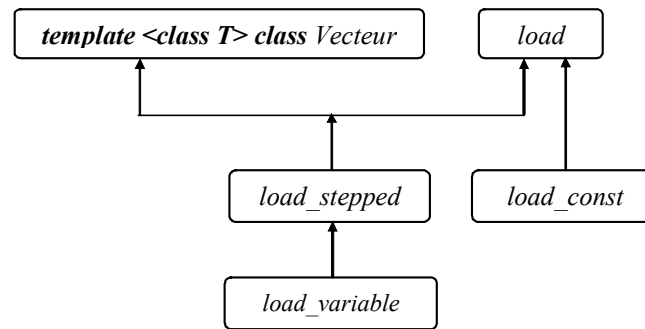 template <class T> class Vecteur
load
load_stepped
load_const
load_variable